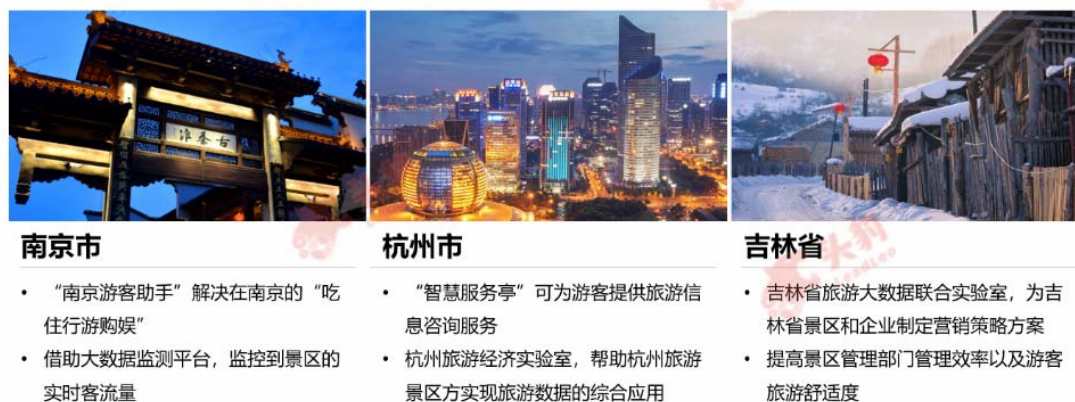 古秦淮
南京市
• “南京游客助手”解决在南京的“吃
住行游购娱”
• 借助大数据监测平台，监控到景区的
实时客流量
杭州市
• “智慧服务亭”可为游客提供旅游信
息咨询服务
• 杭州旅游经济实验室，帮助杭州旅游
景区方实现旅游数据的综合应用
吉林省
• 吉林省旅游大数据联合实验室，为吉
林省景区和企业制定营销策略方案
• 提高景区管理部门管理效率以及游客
旅游舒适度
头豹
LeadLeo